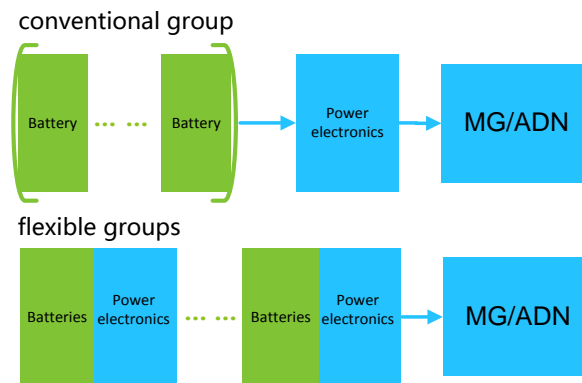 conventional group
Battery
... ...
Battery
Power
electronics
MG/ADN
flexible groups
Batteries
Power
electronics
... ...
Batteries
Power
electronics
MG/ADN